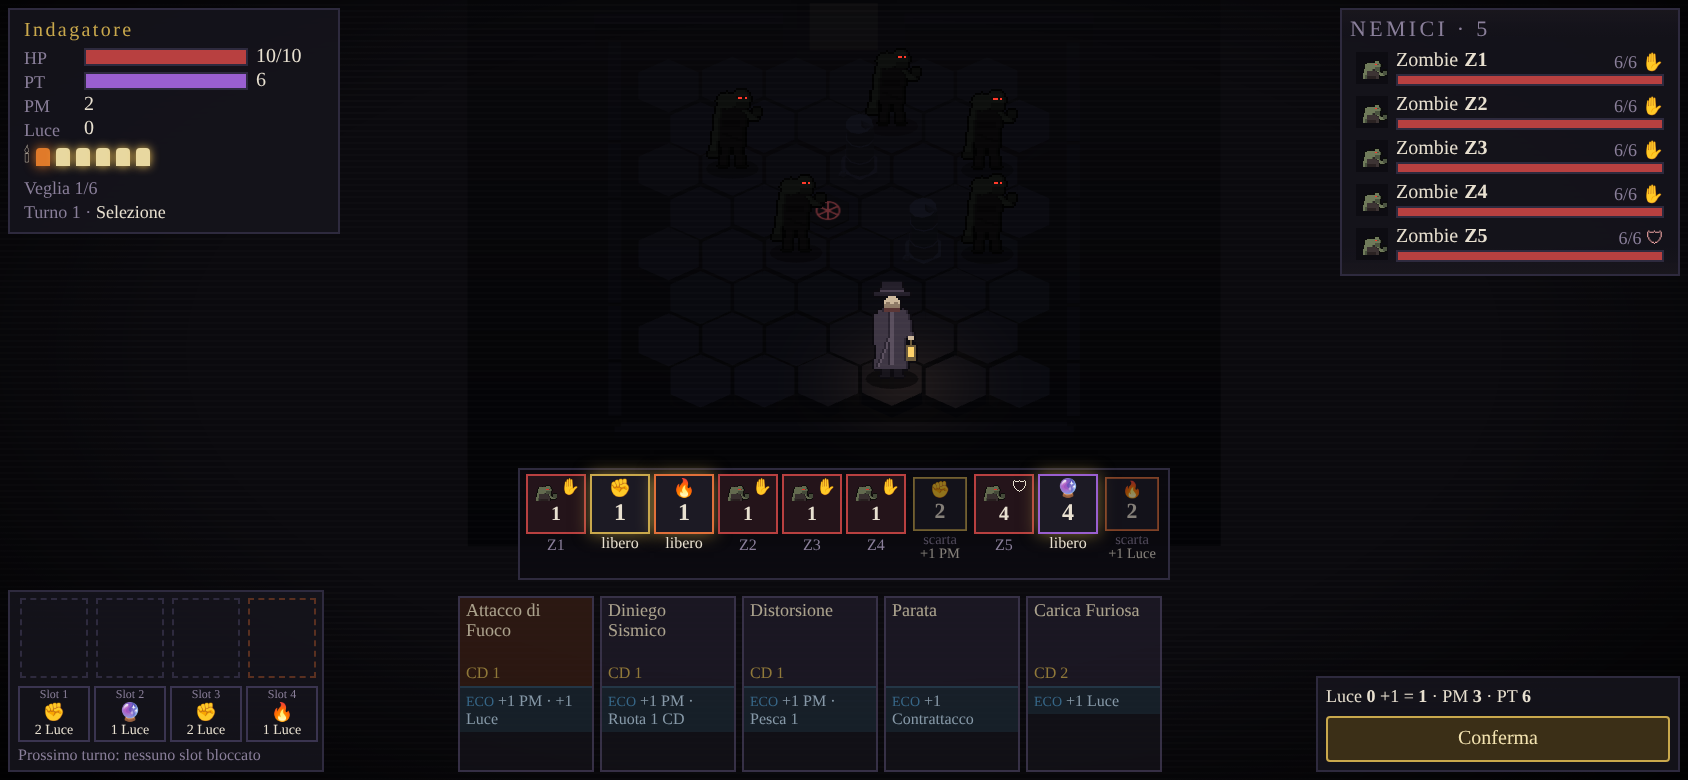 Indagatore
HP 10/10
PT 6
PM 2
Luce 0
Veglia 1/6
Turno 1 · Selezione
NEMICI · 5
Zombie Z1 6/6
Zombie Z2 6/6
Zombie Z3 6/6
Zombie Z4 6/6
Zombie Z5 6/6
1 1 1 1 1 1 2 4 4 2
Z1 libero libero Z2 Z3 Z4 scarta Z5 libero scarta
+1 PM +1 Luce
Slot 1 Slot 2 Slot 3 Slot 4
2 Luce 1 Luce 2 Luce 1 Luce
Prossimo turno: nessuno slot bloccato
Attacco di
Fuoco
CD 1
ECO +1 PM · +1
Luce
Diniego
Sismico
CD 1
ECO +1 PM ·
Ruota 1 CD
Distorsione
CD 1
ECO +1 PM ·
Pesca 1
Parata
ECO +1
Contrattacco
Carica Furiosa
CD 2
ECO +1 Luce
Luce 0 +1 = 1 · PM 3 · PT 6
Conferma